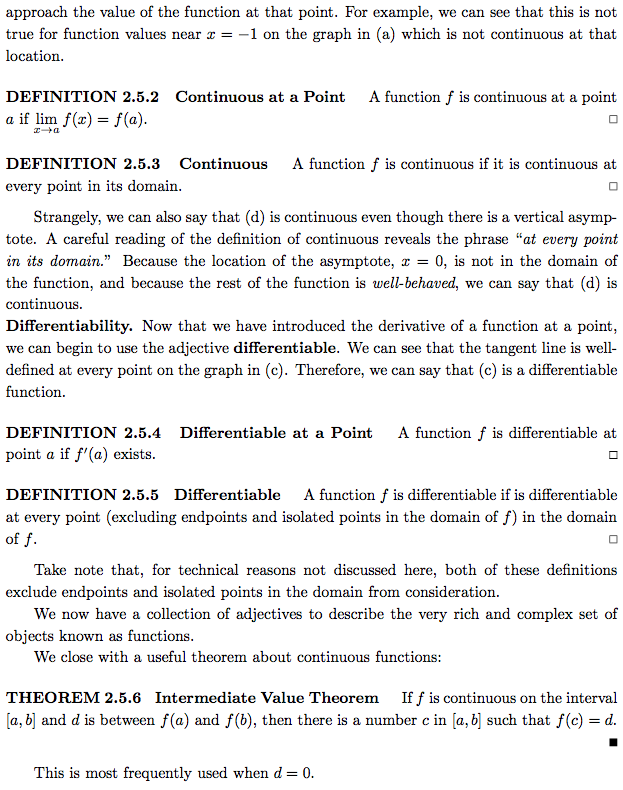 approach the value of the function at that point. For example, we can see that this is not
true for function values near x = −1 on the graph in (a) which is not continuous at that
location.
DEFINITION 2.5.2 Continuous at a Point A function f is continuous at a point
a if lim f(x) = f(a).
x→a
□
DEFINITION 2.5.3 Continuous A function f is continuous if it is continuous at
every point in its domain. □
Strangely, we can also say that (d) is continuous even though there is a vertical asymp-
tote. A careful reading of the definition of continuous reveals the phrase “at every point
in its domain.” Because the location of the asymptote, x = 0, is not in the domain of
the function, and because the rest of the function is well-behaved, we can say that (d) is
continuous.
Differentiability. Now that we have introduced the derivative of a function at a point,
we can begin to use the adjective differentiable. We can see that the tangent line is well-
defined at every point on the graph in (c). Therefore, we can say that (c) is a differentiable
function.
DEFINITION 2.5.4 Differentiable at a Point A function f is differentiable at
point a if f′(a) exists. □
DEFINITION 2.5.5 Differentiable A function f is differentiable if is differentiable
at every point (excluding endpoints and isolated points in the domain of f) in the domain
of f. □
Take note that, for technical reasons not discussed here, both of these definitions
exclude endpoints and isolated points in the domain from consideration.
We now have a collection of adjectives to describe the very rich and complex set of
objects known as functions.
We close with a useful theorem about continuous functions:
THEOREM 2.5.6 Intermediate Value Theorem If f is continuous on the interval
[a, b] and d is between f(a) and f(b), then there is a number c in [a, b] such that f(c) = d.
■
This is most frequently used when d = 0.